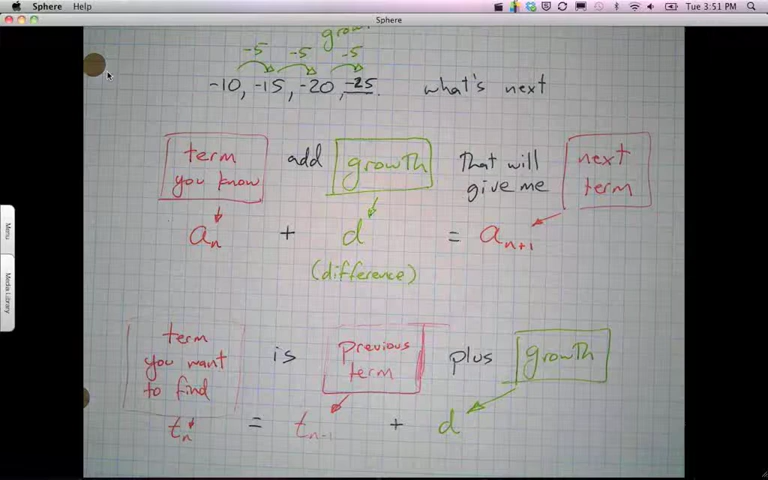 Sphere Help
Tue 3:51 PM
Sphere
-5 -5 -5
-10, -15, -20, -25 what's next
term you know add growth that will give me next term
an + d = an+1
(difference)
term you want to find is previous term plus growth
tn = tn-1 + d
Menu
Media Library